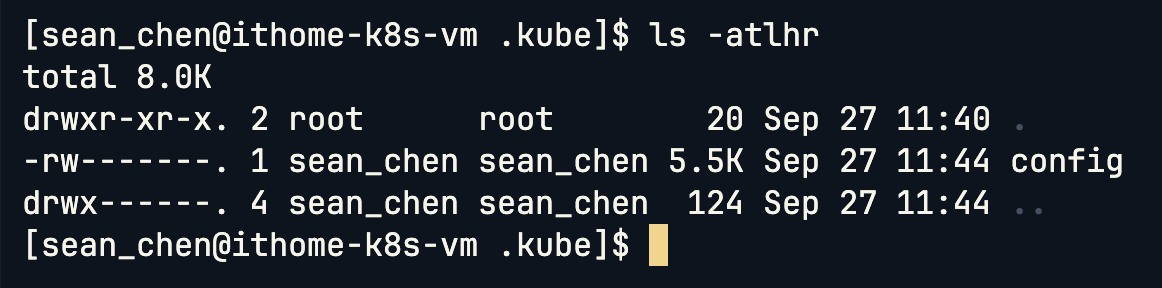 [sean_chen@ithome-k8s-vm .kube]$ ls -atlhr
total 8.0K
drwxr-xr-x. 2 root      root        20 Sep 27 11:40 .
-rw-------. 1 sean_chen sean_chen 5.5K Sep 27 11:44 config
drwx------. 4 sean_chen sean_chen  124 Sep 27 11:44 ..
[sean_chen@ithome-k8s-vm .kube]$